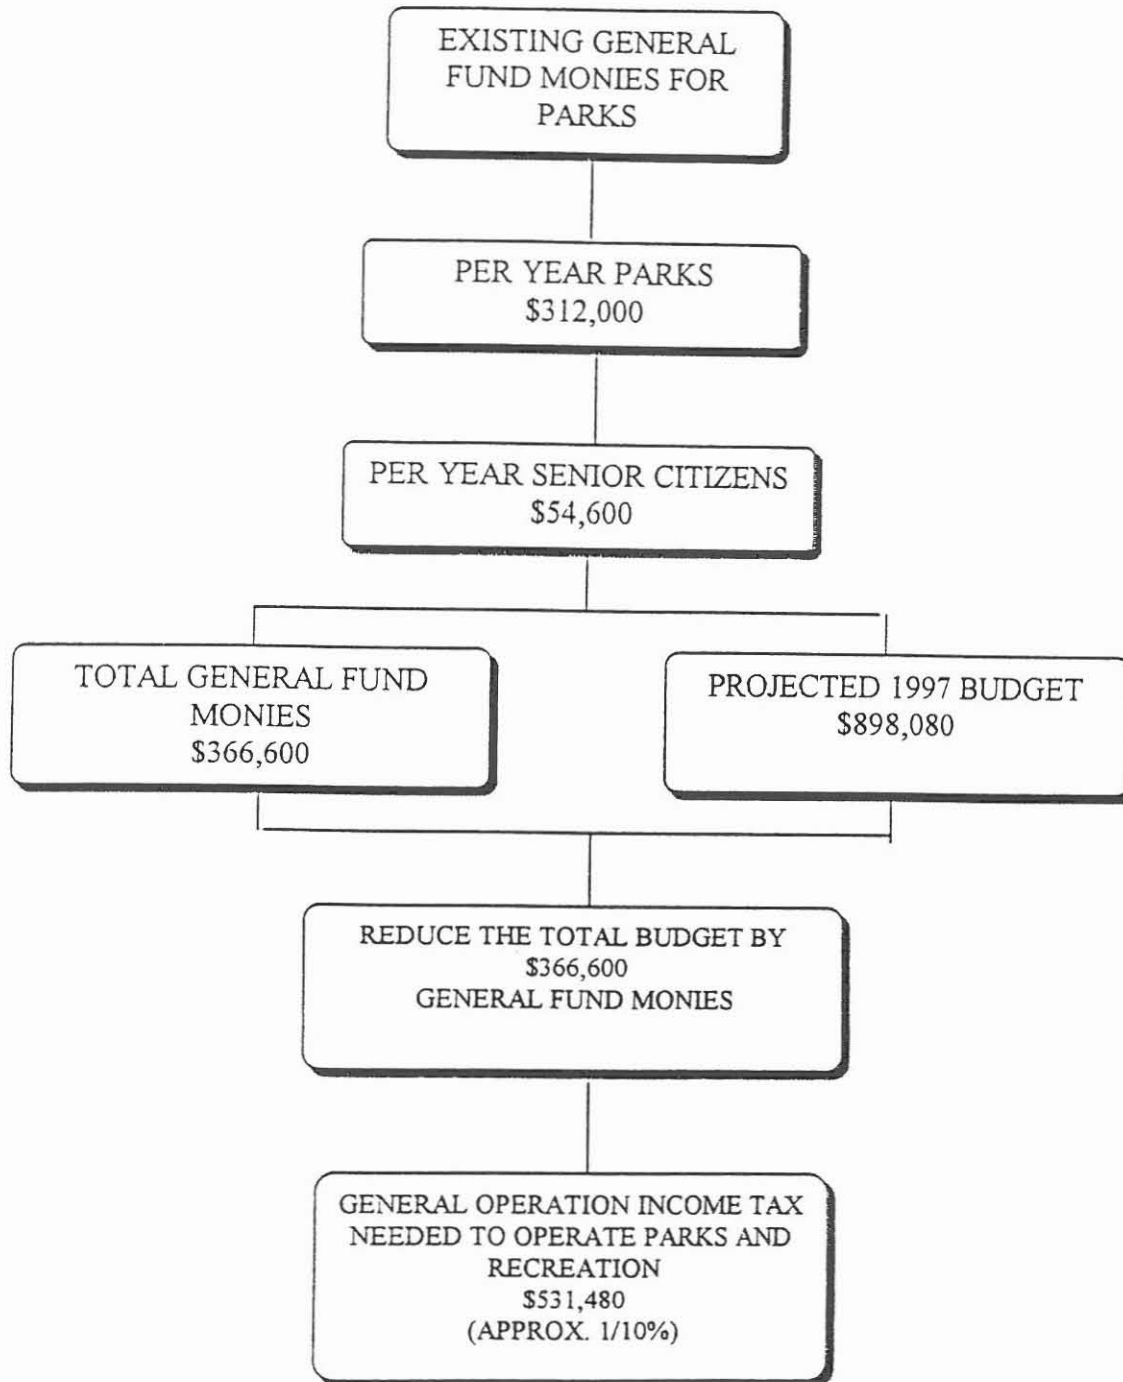 EXISTING GENERAL
FUND MONIES FOR
PARKS
PER YEAR PARKS
$312,000
PER YEAR SENIOR CITIZENS
$54,600
TOTAL GENERAL FUND
MONIES
$366,600
PROJECTED 1997 BUDGET
$898,080
REDUCE THE TOTAL BUDGET BY
$366,600
GENERAL FUND MONIES
GENERAL OPERATION INCOME TAX
NEEDED TO OPERATE PARKS AND
RECREATION
$531,480
(APPROX. 1/10%)